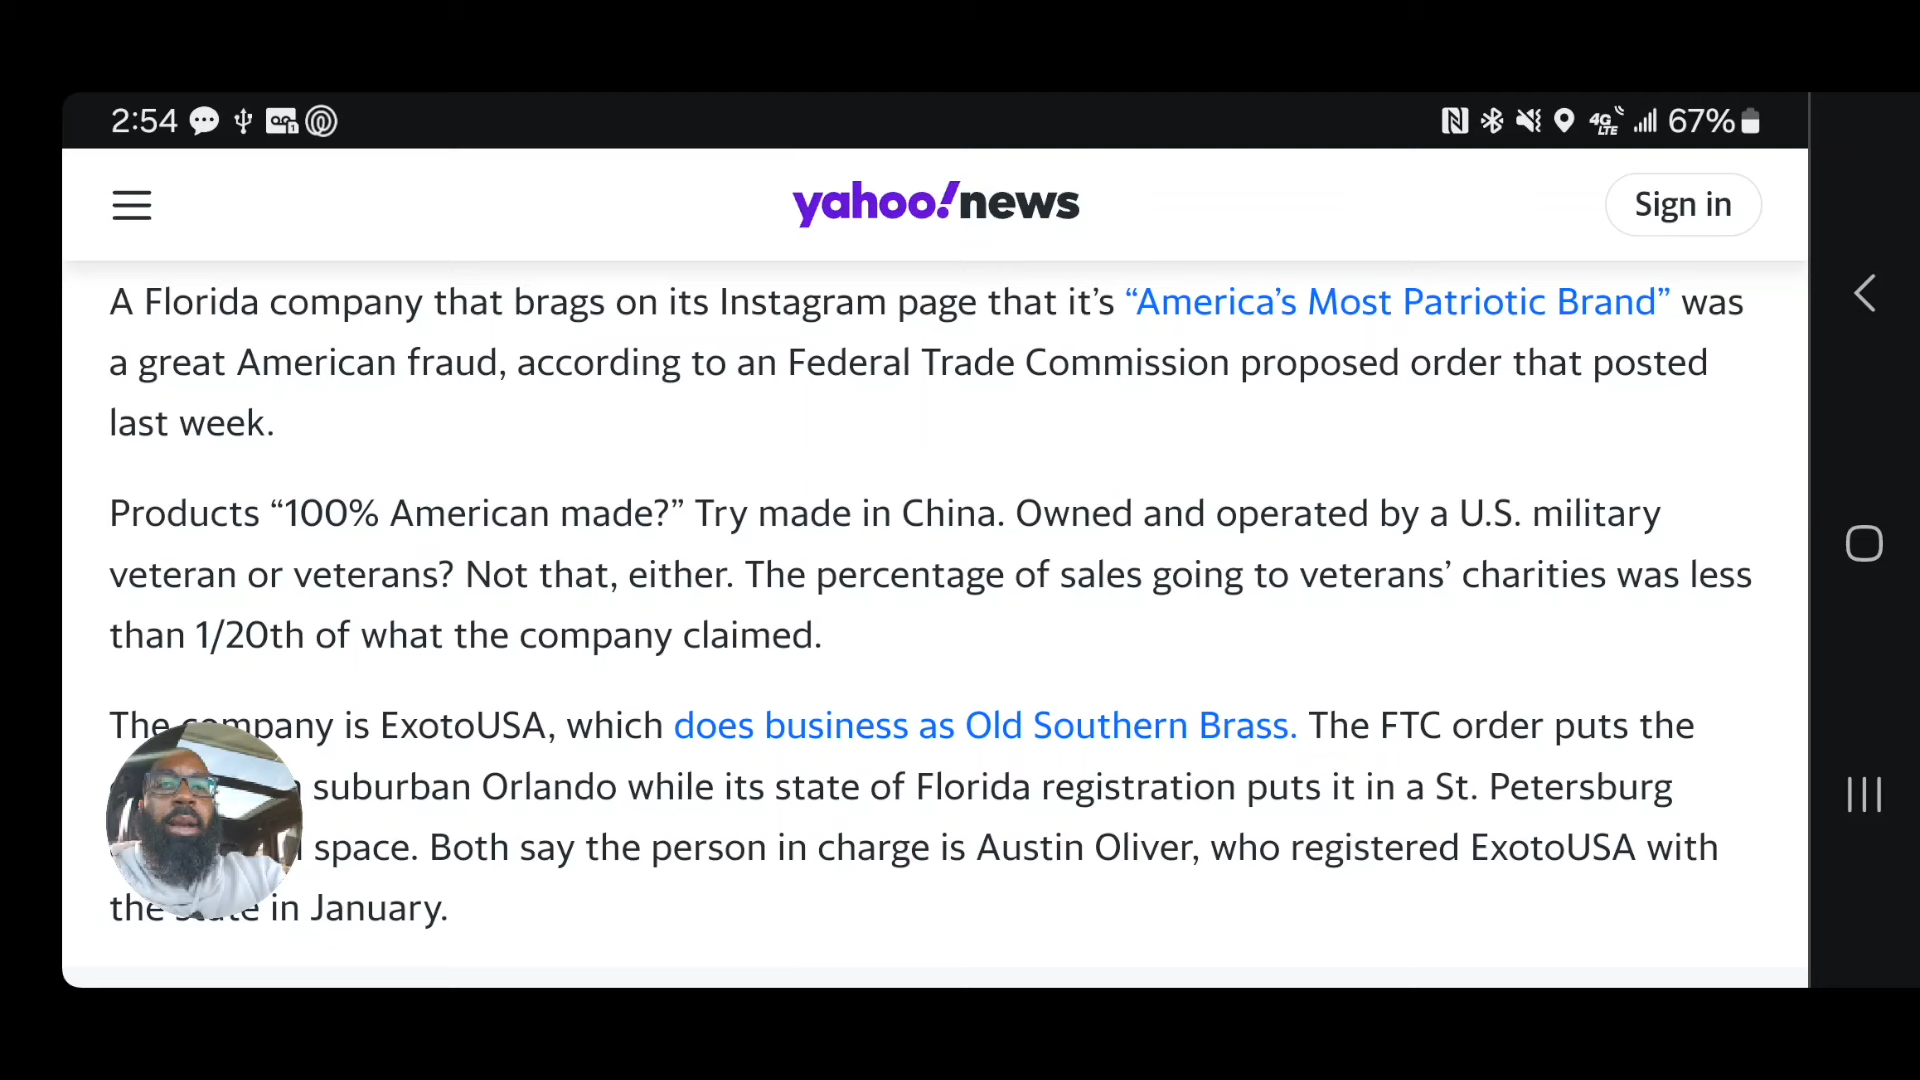 2:54
4G LTE 67%
yahoo!news
Sign in
A Florida company that brags on its Instagram page that it’s “America’s Most Patriotic Brand” was
a great American fraud, according to an Federal Trade Commission proposed order that posted
last week.
Products “100% American made?” Try made in China. Owned and operated by a U.S. military
veteran or veterans? Not that, either. The percentage of sales going to veterans’ charities was less
than 1/20th of what the company claimed.
The company is ExotoUSA, which does business as Old Southern Brass. The FTC order puts the
suburban Orlando while its state of Florida registration puts it in a St. Petersburg
space. Both say the person in charge is Austin Oliver, who registered ExotoUSA with
the state in January.